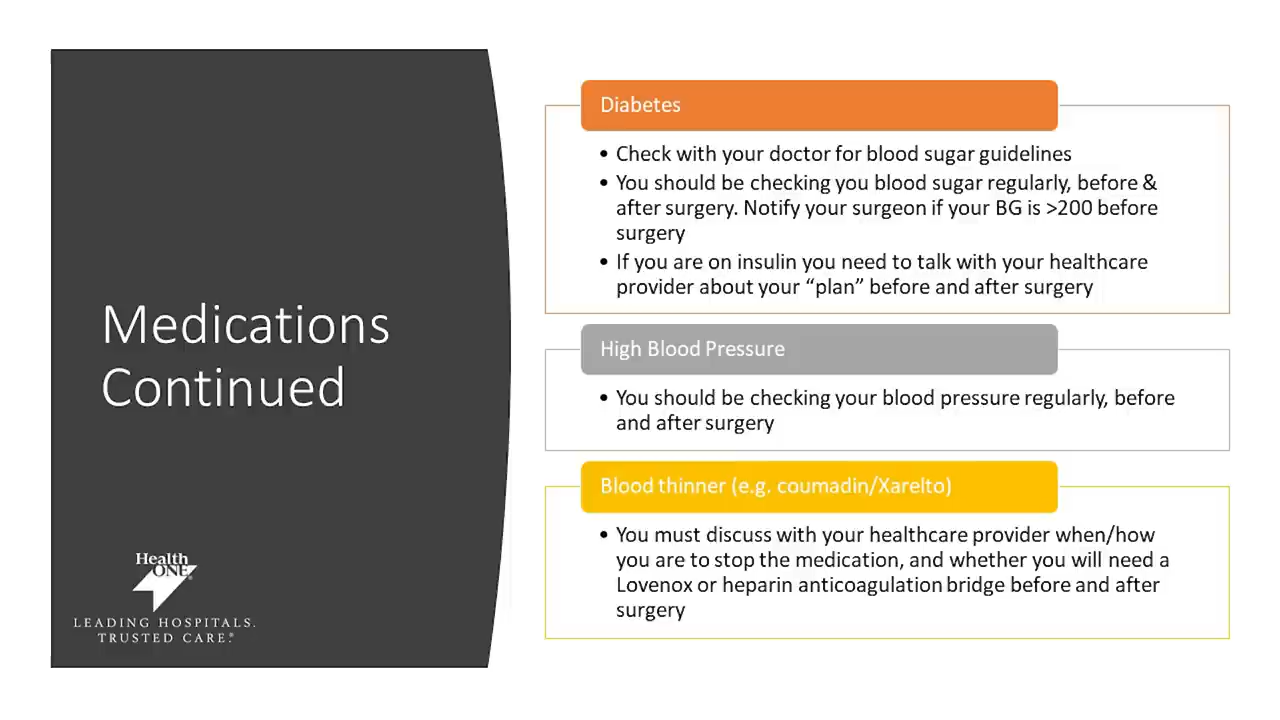 Medications
Continued
Health
ONE®
LEADING HOSPITALS.
TRUSTED CARE.®
Diabetes
• Check with your doctor for blood sugar guidelines
• You should be checking you blood sugar regularly, before &
after surgery. Notify your surgeon if your BG is >200 before
surgery
• If you are on insulin you need to talk with your healthcare
provider about your “plan” before and after surgery
High Blood Pressure
• You should be checking your blood pressure regularly, before
and after surgery
Blood thinner (e.g. coumadin/Xarelto)
• You must discuss with your healthcare provider when/how
you are to stop the medication, and whether you will need a
Lovenox or heparin anticoagulation bridge before and after
surgery